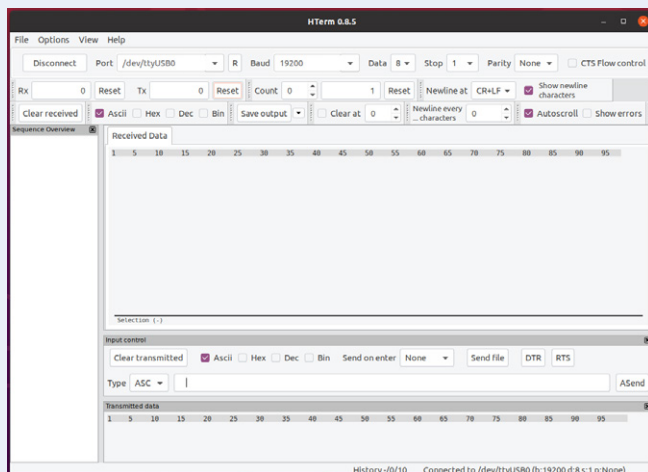 HTerm 0.8.5
File Options View Help
Disconnect Port /dev/ttyUSB0 R Baud 19200 Data 8 Stop 1 Parity None CTS Flow control
Rx 0 Reset Tx 0 Reset Count 0 1 Reset Newline at CR+LF Show newline characters
Clear received Ascii Hex Dec Bin Save output Clear at 0 Newline every ... characters 0 Autoscroll Show errors
Sequence Overview
Received Data
1 5 10 15 20 25 30 35 40 45 50 55 60 65 70 75 80 85 90 95
Selection (-)
Input control
Clear transmitted Ascii Hex Dec Bin Send on enter None Send file DTR RTS
Type ASC ASend
Transmitted data
1 5 10 15 20 25 30 35 40 45 50 55 60 65 70 75 80 85 90 95
History -/0/10 Connected to /dev/ttyUSB0 (b:19200 d:8 s:1 p:None)